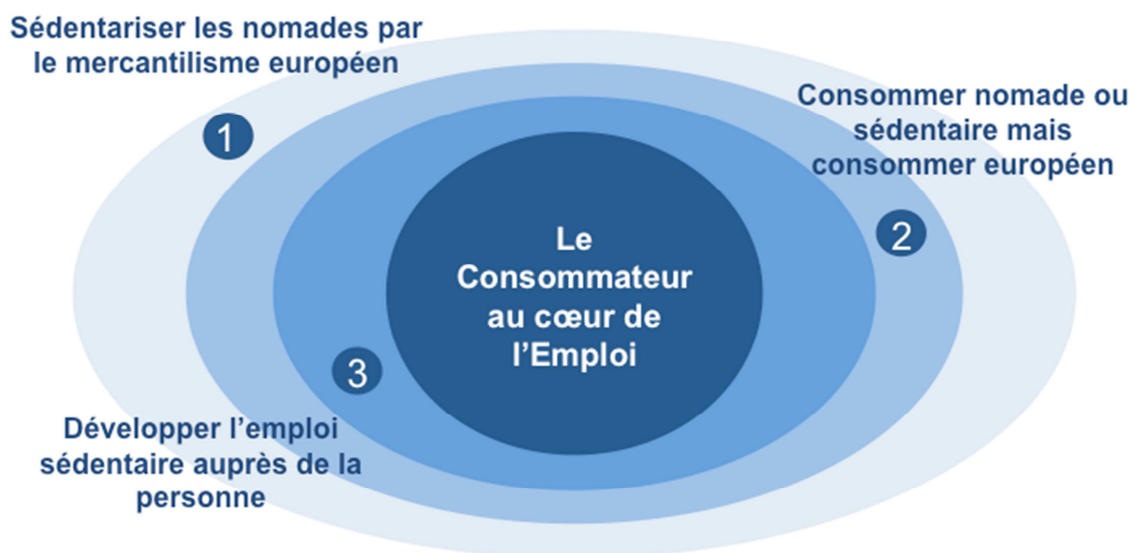 Sédentariser les nomades par
le mercantilisme européen
1
Consommer nomade ou
sédentaire mais
consommer européen
2
Le
Consommateur
au cœur de
l'Emploi
3
Développer l'emploi
sédentaire auprès de la
personne